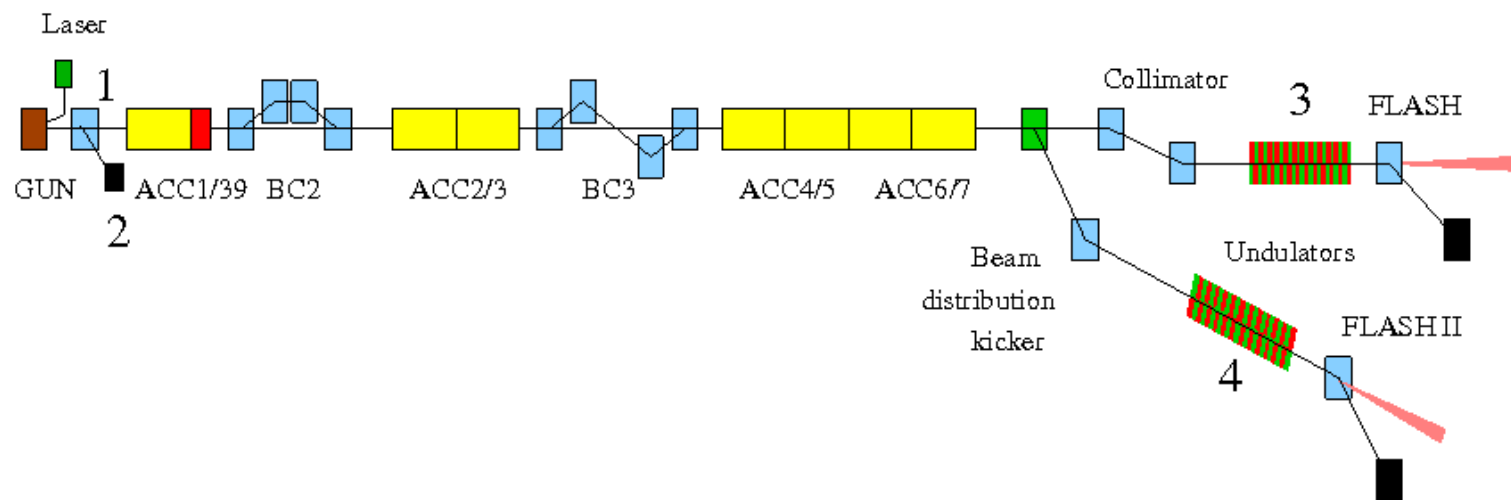 Laser
1
Collimator
3
FLASH
GUN
ACC1/39
BC2
ACC2/3
BC3
ACC4/5
ACC6/7
2
Beam
distribution
kicker
Undulators
FLASH II
4